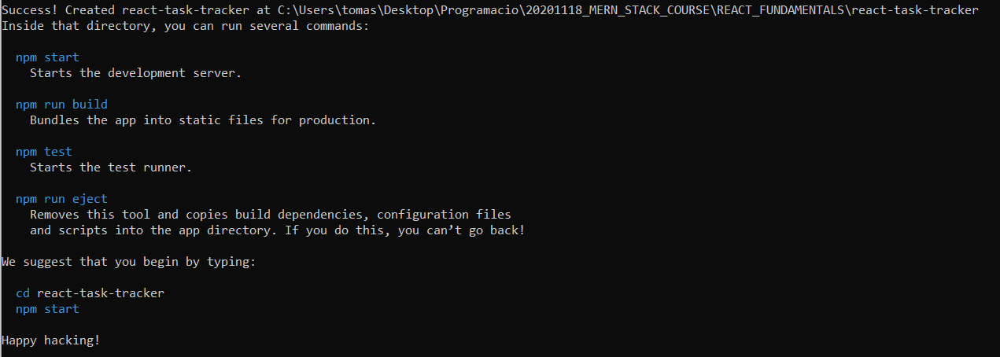 Success! Created react-task-tracker at C:\Users\tomas\Desktop\Programacio\20201118_MERN_STACK_COURSE\REACT_FUNDAMENTALS\react-task-tracker
Inside that directory, you can run several commands:
npm start
Starts the development server.
npm run build
Bundles the app into static files for production.
npm test
Starts the test runner.
npm run eject
Removes this tool and copies build dependencies, configuration files
and scripts into the app directory. If you do this, you can’t go back!
We suggest that you begin by typing:
cd react-task-tracker
npm start
Happy hacking!